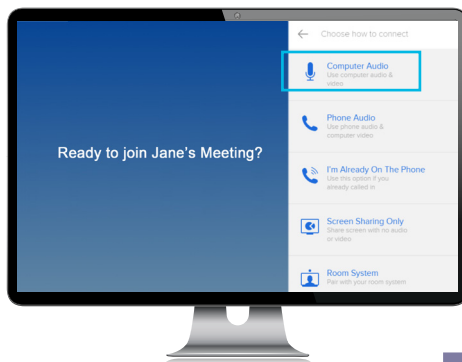 Choose how to connect
Computer Audio
Use computer audio &
video
Phone Audio
Use phone audio &
computer video
Ready to join Jane's Meeting?
I'm Already On The Phone
Use this option if you
already called in
Screen Sharing Only
Share screen with no audio
or video
Room System
Pair with your room system